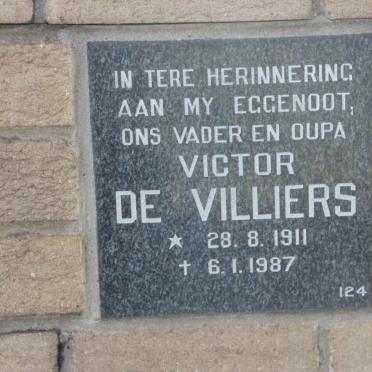 IN TERE HERINNERING
AAN MY EGGENOOT,
ONS VADER EN OUPA
VICTOR
DE VILLIERS
★ 28.8.1911
✝ 6.1.1987
124